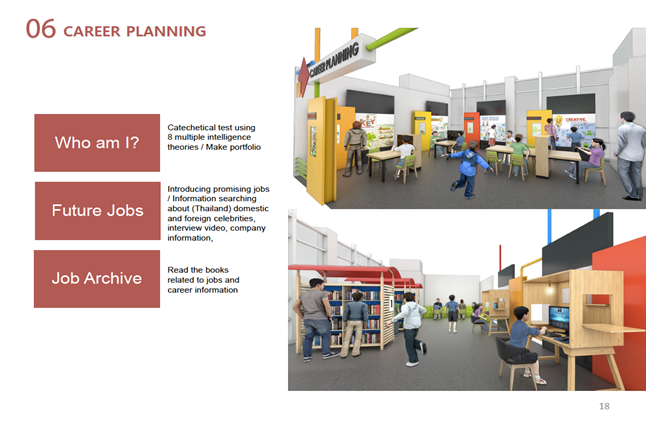 06 CAREER PLANNING
Who am I?
Catechetical test using
8 multiple intelligence
theories / Make portfolio
Future Jobs
Introducing promising jobs
/ Information searching
about (Thailand) domestic
and foreign celebrities,
interview video, company
information,
Job Archive
Read the books
related to jobs and
career information
CAREER PLANNING
KEY
CREATIVE
18